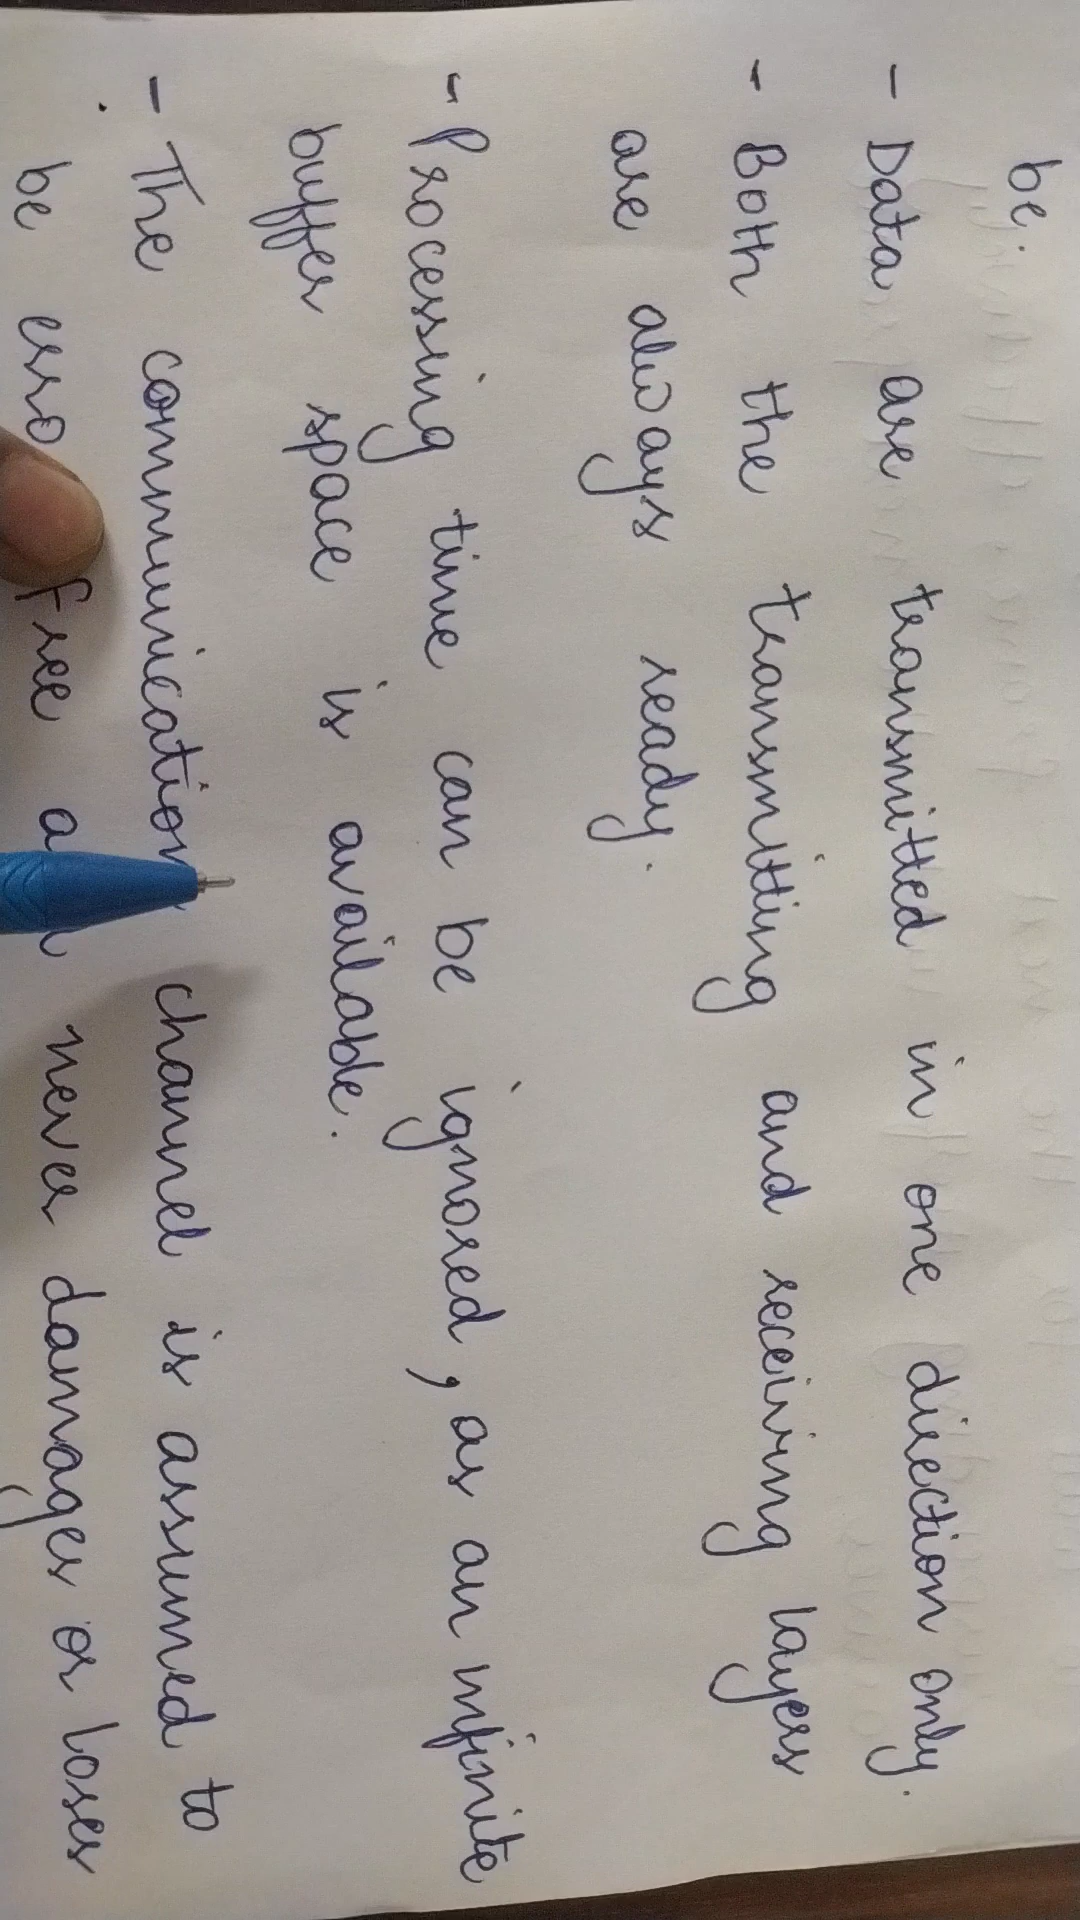 be.
- Data are transmitted in one direction only.
- Both the transmitting and receiving layers
are always ready.
- Processing time can be ignored, as an infinite
buffer space is available.
- The communication channel is assumed to
be erro free and never damages or loses